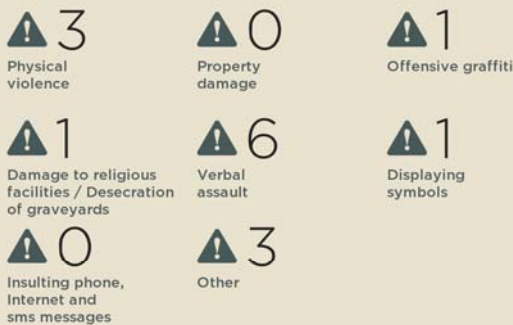 3
Physical
violence
0
Property
damage
1
Offensive graffiti
1
Damage to religious
facilities / Desecration
of graveyards
6
Verbal
assault
1
Displaying
symbols
0
Insulting phone,
Internet and
sms messages
3
Other